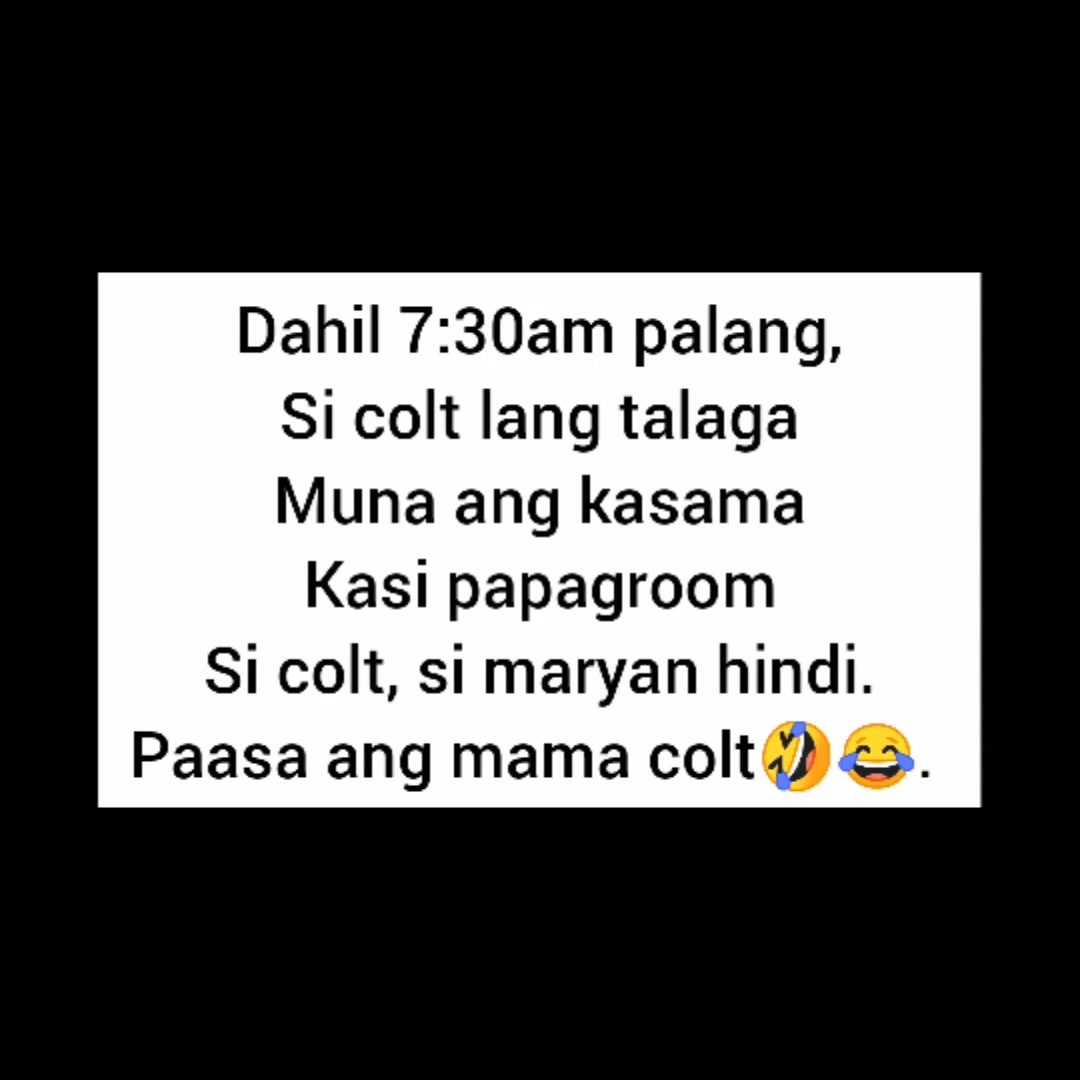 Dahil 7:30am palang,
Si colt lang talaga
Muna ang kasama
Kasi papagroom
Si colt, si maryan hindi.
Paasa ang mama colt🤣😂.